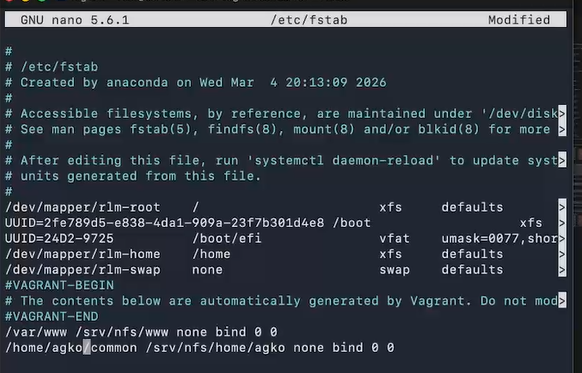 GNU nano 5.6.1 /etc/fstab Modified
#
# /etc/fstab
# Created by anaconda on Wed Mar  4 20:13:09 2026
#
# Accessible filesystems, by reference, are maintained under '/dev/disk>
# See man pages fstab(5), findfs(8), mount(8) and/or blkid(8) for more >
#
# After editing this file, run 'systemctl daemon-reload' to update syst>
# units generated from this file.
#
/dev/mapper/rlm-root / xfs defaults >
UUID=2fe789d5-e838-4da1-909a-23f7b301d4e8 /boot xfs >
UUID=24D2-9725 /boot/efi vfat umask=0077,shor>
/dev/mapper/rlm-home /home xfs defaults >
/dev/mapper/rlm-swap none swap defaults >
#VAGRANT-BEGIN
# The contents below are automatically generated by Vagrant. Do not mod>
#VAGRANT-END
/var/www /srv/nfs/www none bind 0 0
/home/agko/common /srv/nfs/home/agko none bind 0 0